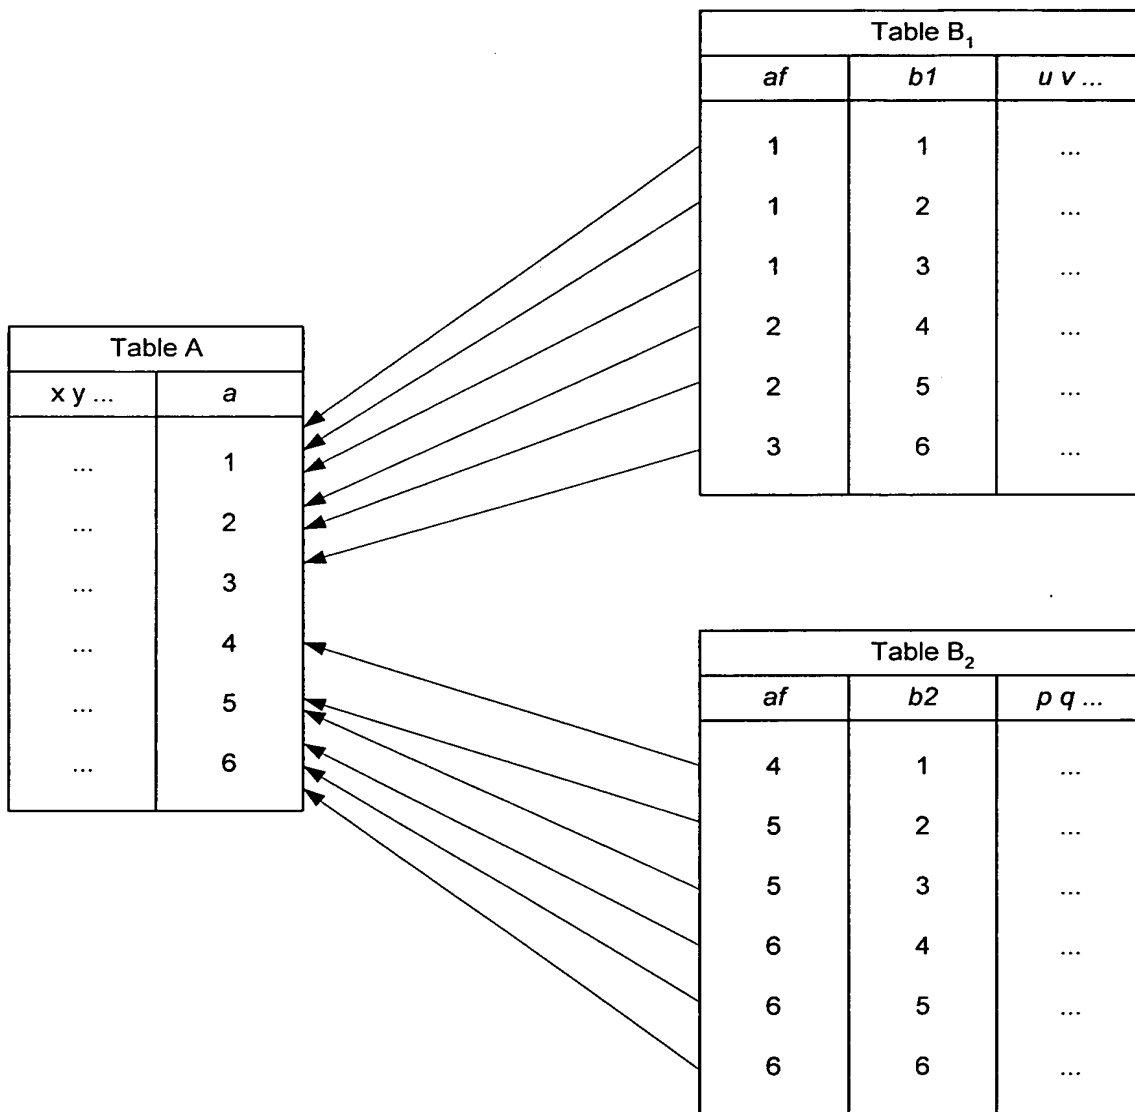 Table B₁
af b1 u v ...
1 1 ...
1 2 ...
1 3 ...
2 4 ...
2 5 ...
3 6 ...
Table A
x y ... a
... 1
... 2
... 3
... 4
... 5
... 6
Table B₂
af b2 p q ...
4 1 ...
5 2 ...
5 3 ...
6 4 ...
6 5 ...
6 6 ...